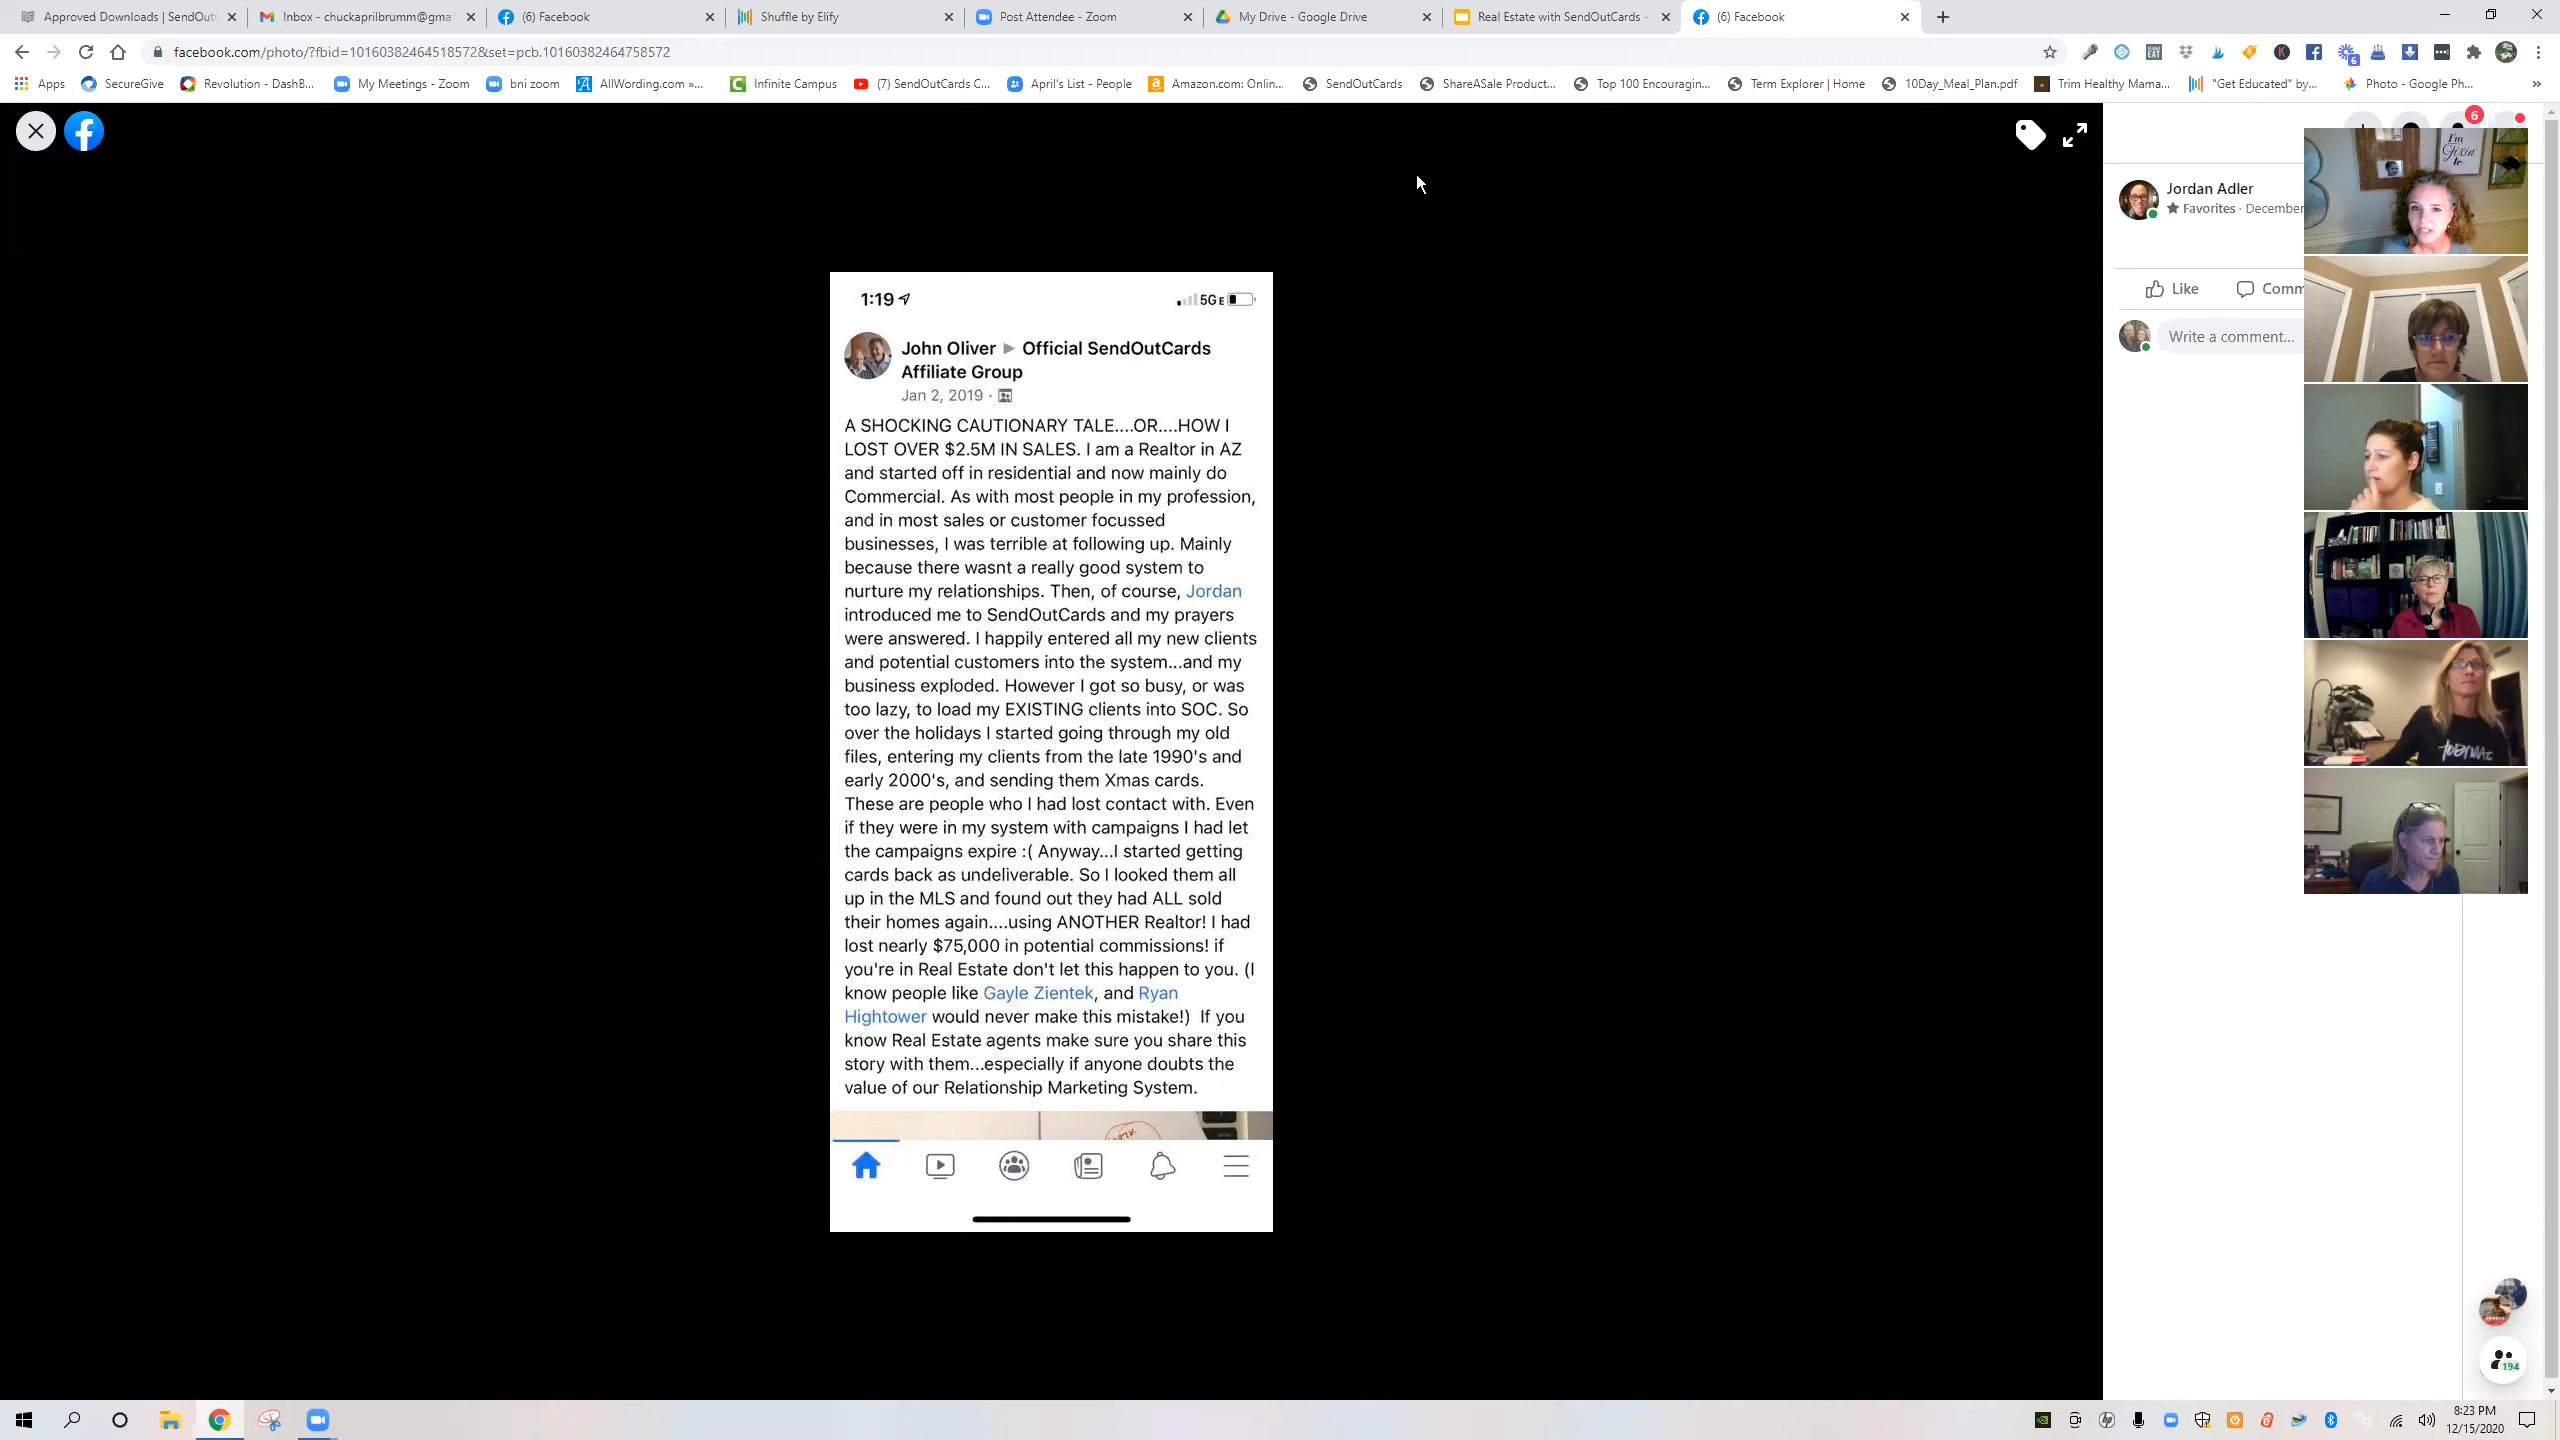 Approved Downloads | SendOut
Inbox - chuckaprilbrumm@gma
(6) Facebook
Shuffle by Elify
Post Attendee - Zoom
My Drive - Google Drive
Real Estate with SendOutCards -
(6) Facebook
facebook.com/photo/?fbid=10160382464518572&set=pcb.10160382464758572
Apps
SecureGive
Revolution - DashB...
My Meetings - Zoom
bni zoom
AllWording.com »...
Infinite Campus
(7) SendOutCards C...
April's List - People
Amazon.com: Onlin...
SendOutCards
ShareASale Product...
Top 100 Encouragin...
Term Explorer | Home
10Day_Meal_Plan.pdf
Trim Healthy Mama...
"Get Educated" by...
Photo - Google Ph...
6
I'm
Fixin
to
Jordan Adler
Favorites · December
Like
Comm
Write a comment...
1:19
5GE
John Oliver ▶ Official SendOutCards
Affiliate Group
Jan 2, 2019 ·
A SHOCKING CAUTIONARY TALE....OR....HOW I
LOST OVER $2.5M IN SALES. I am a Realtor in AZ
and started off in residential and now mainly do
Commercial. As with most people in my profession,
and in most sales or customer focussed
businesses, I was terrible at following up. Mainly
because there wasnt a really good system to
nurture my relationships. Then, of course, Jordan
introduced me to SendOutCards and my prayers
were answered. I happily entered all my new clients
and potential customers into the system...and my
business exploded. However I got so busy, or was
too lazy, to load my EXISTING clients into SOC. So
over the holidays I started going through my old
files, entering my clients from the late 1990's and
early 2000's, and sending them Xmas cards.
These are people who I had lost contact with. Even
if they were in my system with campaigns I had let
the campaigns expire :( Anyway...I started getting
cards back as undeliverable. So I looked them all
up in the MLS and found out they had ALL sold
their homes again....using ANOTHER Realtor! I had
lost nearly $75,000 in potential commissions! if
you're in Real Estate don't let this happen to you. (I
know people like Gayle Zientek, and Ryan
Hightower would never make this mistake!)  If you
know Real Estate agents make sure you share this
story with them...especially if anyone doubts the
value of our Relationship Marketing System.
TOBYMAC
194
8:23 PM
12/15/2020